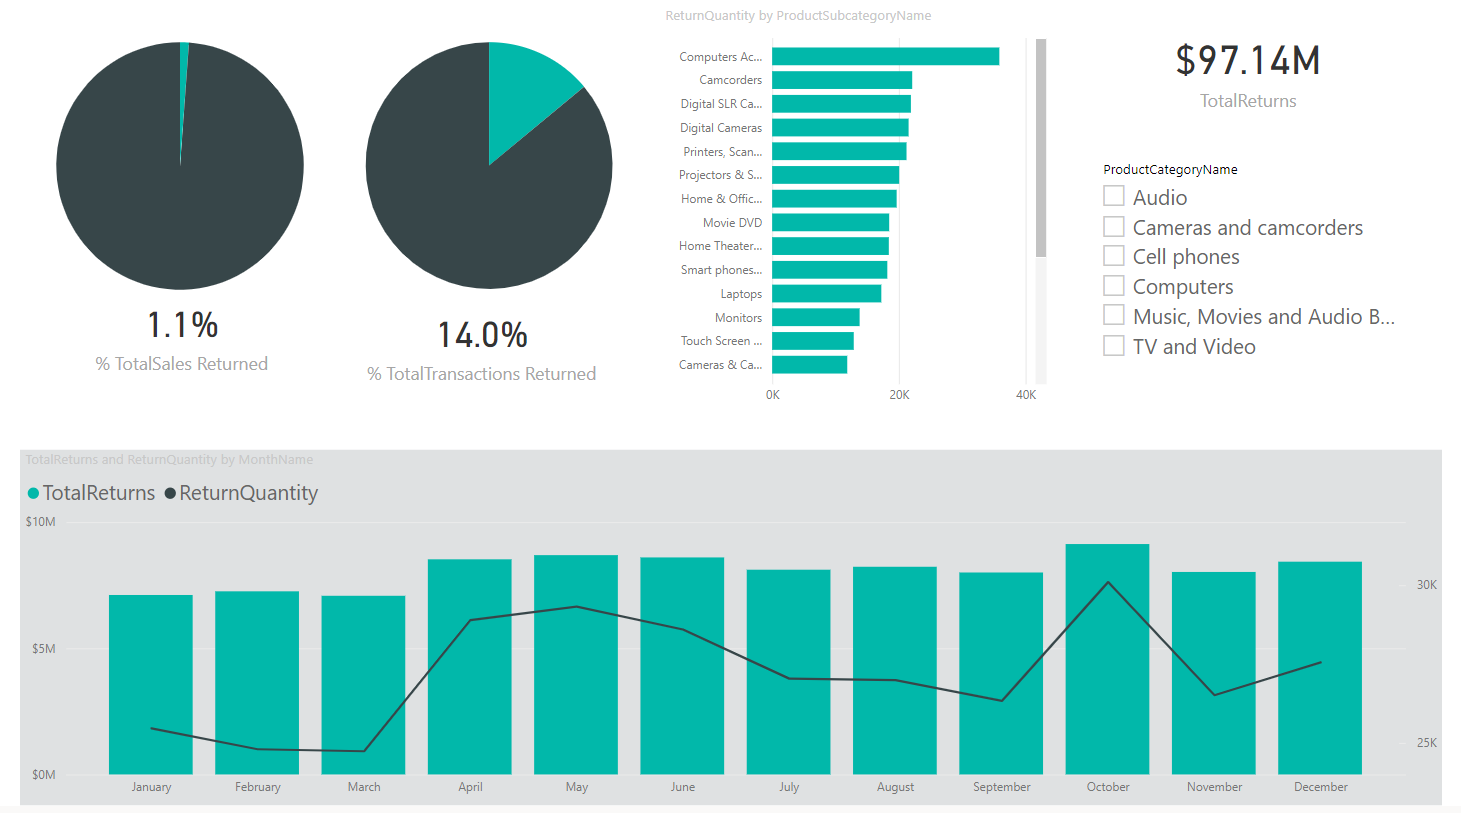 ReturnQuantity by ProductSubcategoryName
1.1%
% TotalSales Returned
14.0%
% TotalTransactions Returned
Computers Ac...
Camcorders
Digital SLR Ca...
Digital Cameras
Printers, Scan...
Projectors & S...
Home & Offic...
Movie DVD
Home Theater...
Smart phones...
Laptops
Monitors
Touch Screen ...
Cameras & Ca...
0K
20K
40K
$97.14M
TotalReturns
ProductCategoryName
Audio
Cameras and camcorders
Cell phones
Computers
Music, Movies and Audio B...
TV and Video
TotalReturns and ReturnQuantity by MonthName
TotalReturns ReturnQuantity
$10M
$5M
$0M
30K
25K
January February March April May June July August September October November December